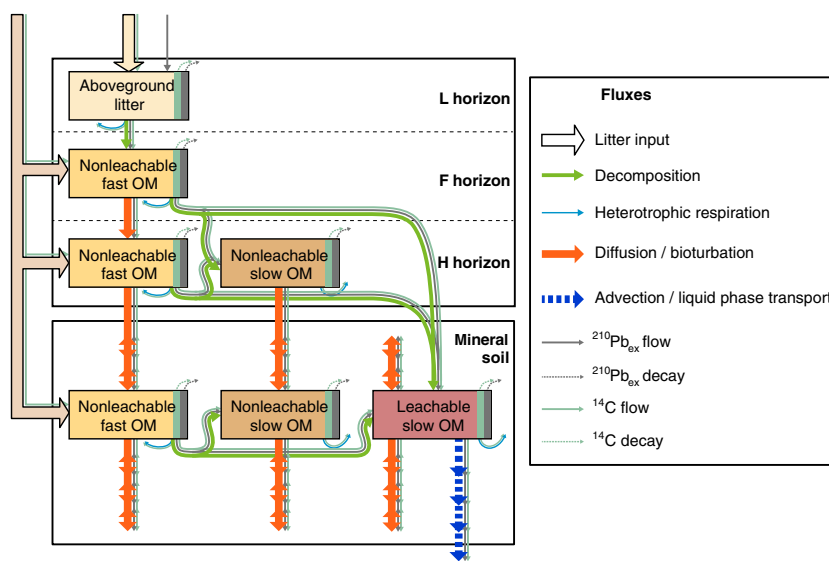 Aboveground
litter
L horizon
Nonleachable
fast OM
F horizon
Nonleachable
fast OM
Nonleachable
slow OM
H horizon
Mineral
soil
Nonleachable
fast OM
Nonleachable
slow OM
Leachable
slow OM
Fluxes
Litter input
Decomposition
Heterotrophic respiration
Diffusion / bioturbation
Advection / liquid phase transport
²¹⁰Pbₑₓ flow
²¹⁰Pbₑₓ decay
¹⁴C flow
¹⁴C decay